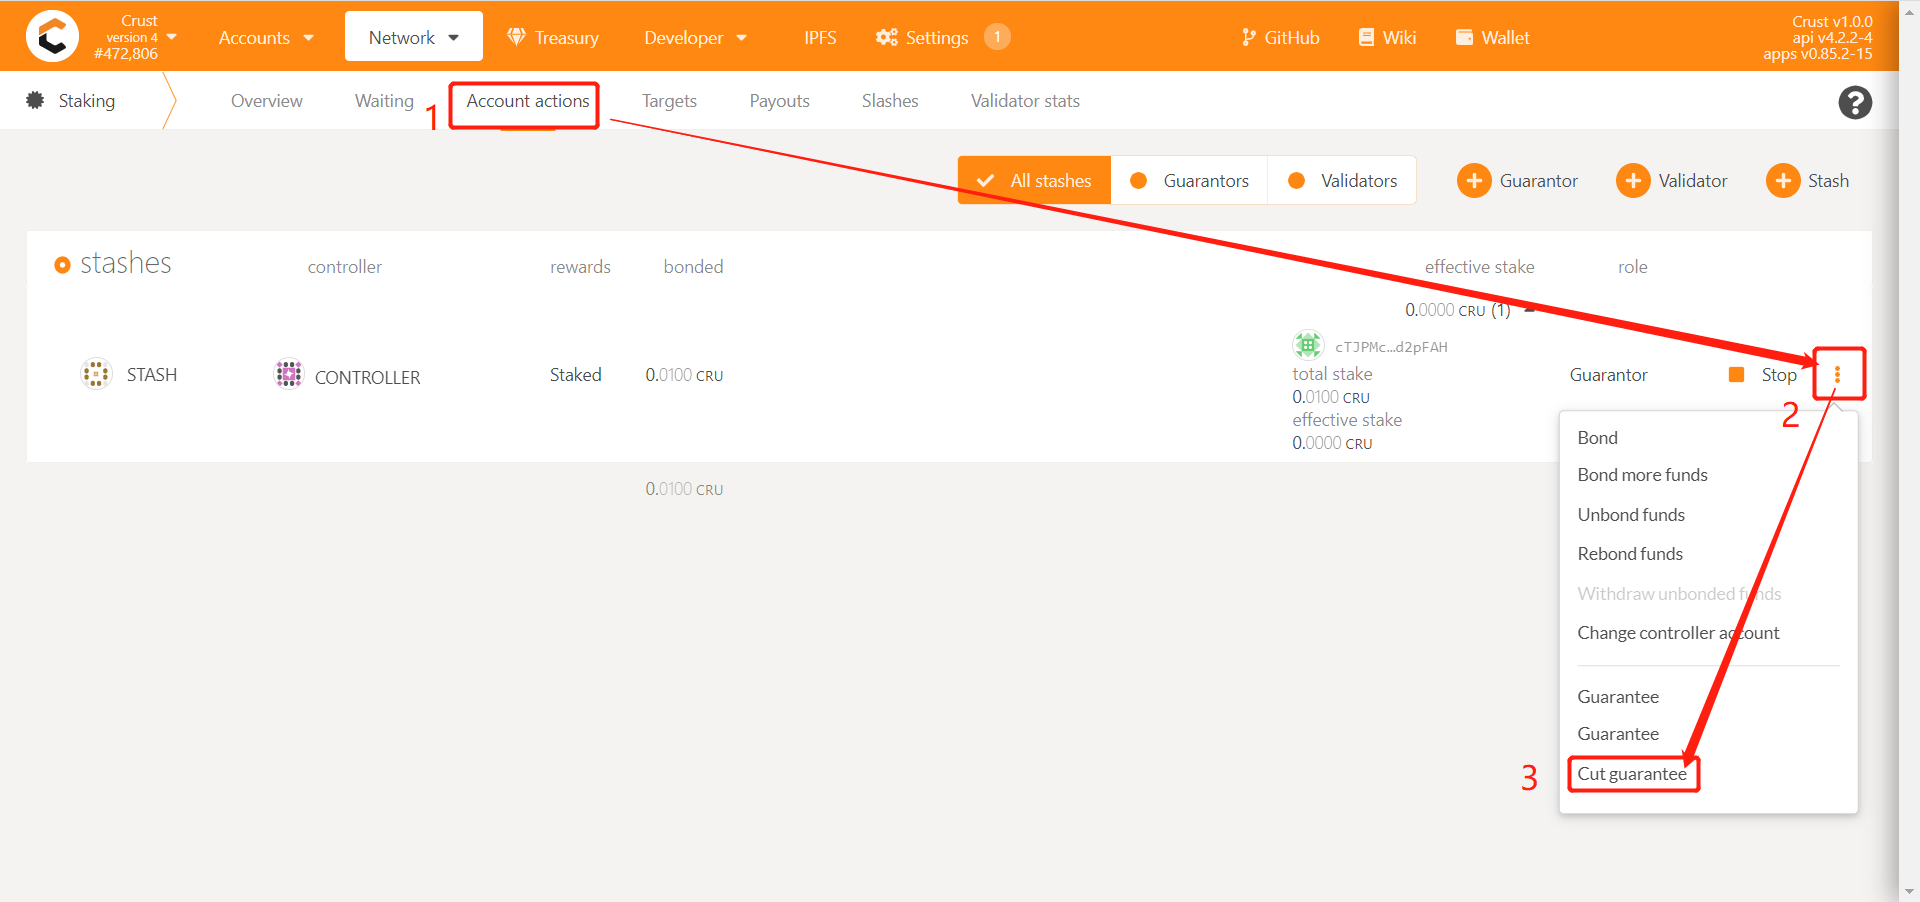 Crust
version 4
#472,806
Accounts
Network
Treasury
Developer
IPFS
Settings
1
GitHub
Wiki
Wallet
Crust v1.0.0
api v4.2.2-4
apps v0.85.2-15
Staking
Overview
Waiting
1
Account actions
Targets
Payouts
Slashes
Validator stats
?
All stashes
Guarantors
Validators
Guarantor
Validator
Stash
stashes
controller
rewards
bonded
effective stake
role
0.0000 CRU (1)
cTJPMc…d2pFAH
STASH
CONTROLLER
Staked
0.0100 CRU
total stake
0.0100 CRU
effective stake
0.0000 CRU
Guarantor
Stop
2
0.0100 CRU
Bond
Bond more funds
Unbond funds
Rebond funds
Withdraw unbonded funds
Change controller account
Guarantee
Guarantee
3
Cut guarantee